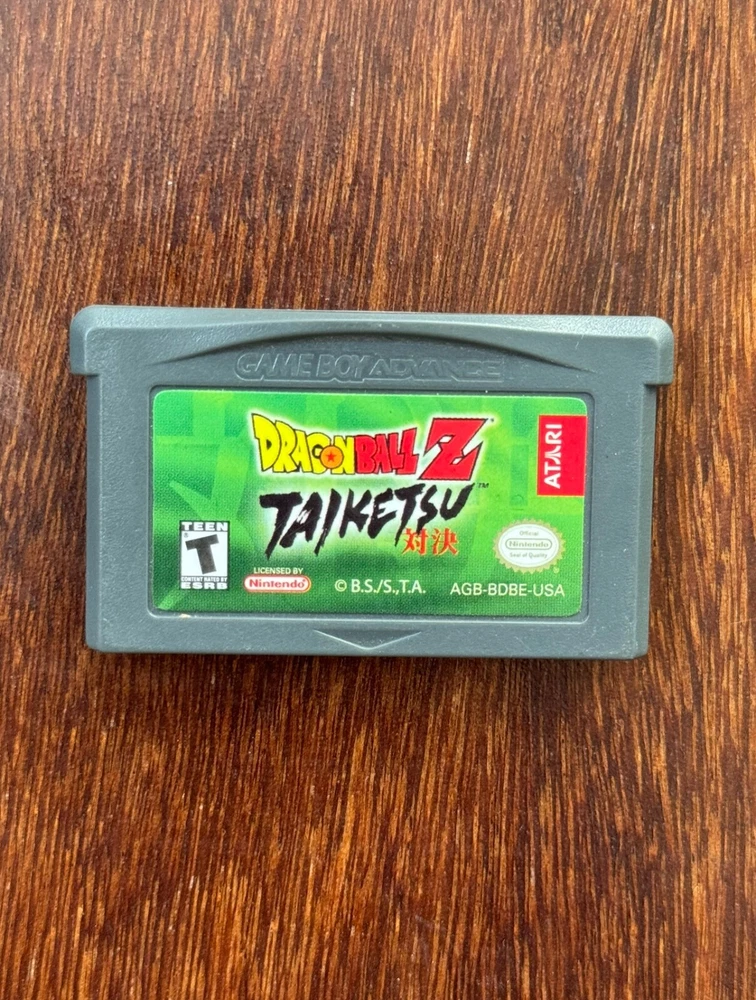 GAME BOY ADVANCE
DRAGON BALL Z
TAIKETSU™
対決
ATARI
TEEN
T
CONTENT RATED BY
ESRB
LICENSED BY
Nintendo
© B.S./S.,T.A.
Official
Nintendo
Seal of Quality
AGB-BDBE-USA